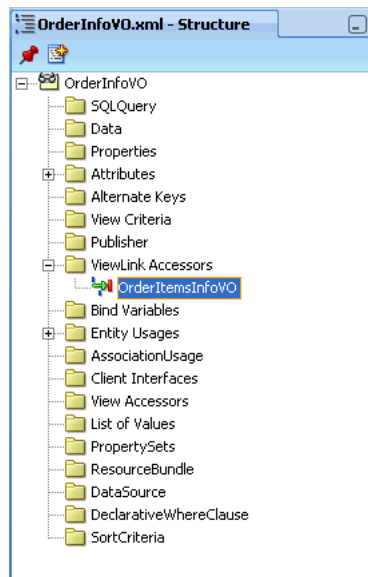 OrderInfoVO.xml - Structure
OrderInfoVO
SQLQuery
Data
Properties
Attributes
Alternate Keys
View Criteria
Publisher
ViewLink Accessors
OrderItemsInfoVO
Bind Variables
Entity Usages
AssociationUsage
Client Interfaces
View Accessors
List of Values
PropertySets
ResourceBundle
DataSource
DeclarativeWhereClause
SortCriteria